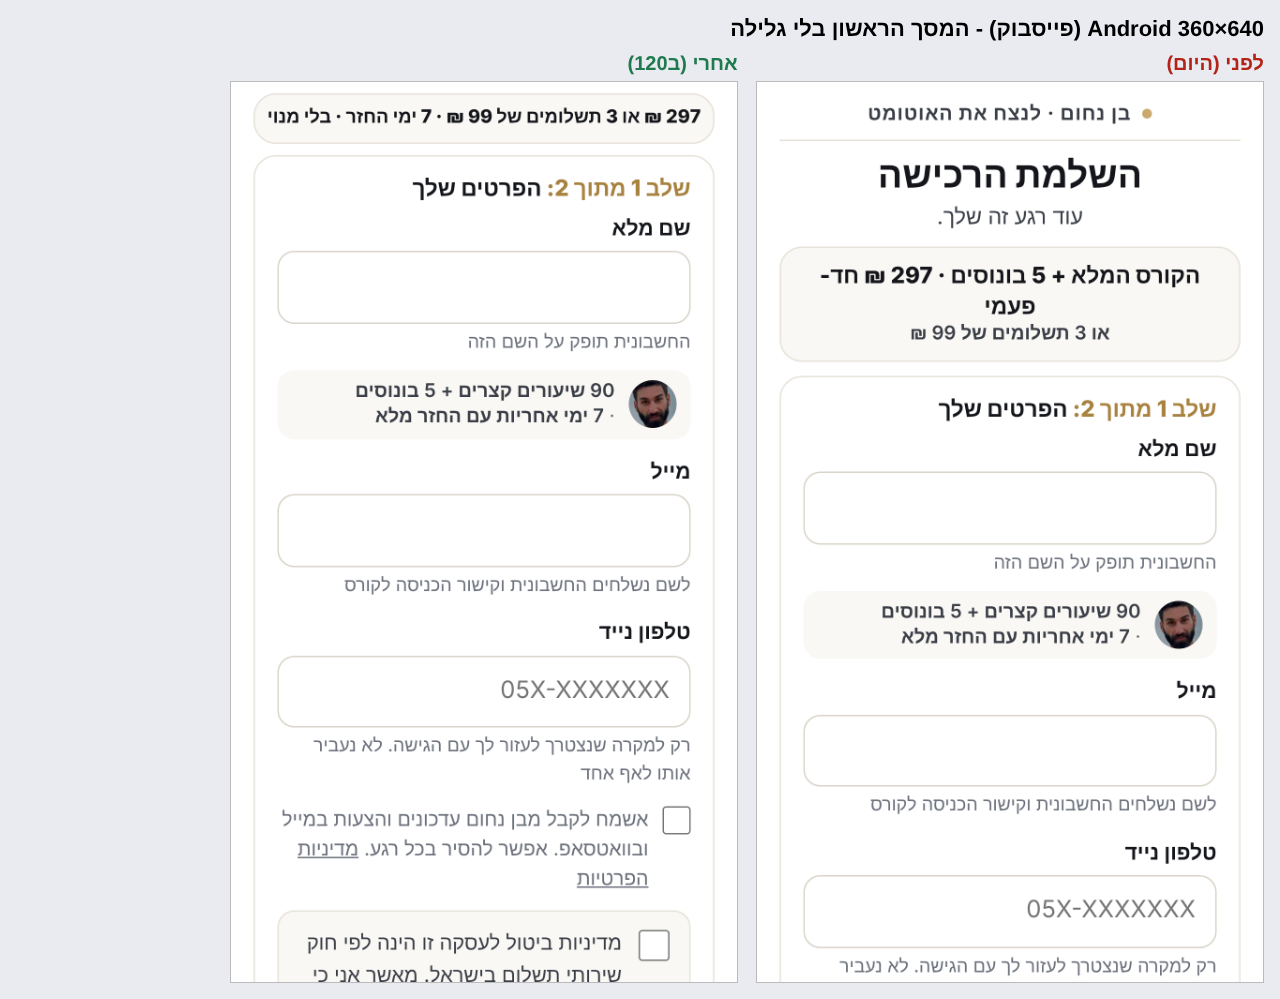 Android 360×640 (פייסבוק) - המסך הראשון בלי גלילה
לפני (היום)
בן נחום · לנצח את האוטומט
השלמת הרכישה
עוד רגע זה שלך.
הקורס המלא + 5 בונוסים · 297 ₪ חד-
פעמי
או 3 תשלומים של 99 ₪
שלב 1 מתוך 2: הפרטים שלך
שם מלא
החשבונית תופק על השם הזה
90 שיעורים קצרים + 5 בונוסים
· 7 ימי אחריות עם החזר מלא
מייל
לשם נשלחים החשבונית וקישור הכניסה לקורס
טלפון נייד
05X-XXXXXXX
רק למקרה שנצטרך לעזור לך עם הגישה. לא נעביר
אחרי (ב120)
297 ₪ או 3 תשלומים של 99 ₪ · 7 ימי החזר · בלי מנוי
שלב 1 מתוך 2: הפרטים שלך
שם מלא
החשבונית תופק על השם הזה
90 שיעורים קצרים + 5 בונוסים
· 7 ימי אחריות עם החזר מלא
מייל
לשם נשלחים החשבונית וקישור הכניסה לקורס
טלפון נייד
05X-XXXXXXX
רק למקרה שנצטרך לעזור לך עם הגישה. לא נעביר
אותו לאף אחד
אשמח לקבל מבן נחום עדכונים והצעות במייל
ובוואטסאפ. אפשר להסיר בכל רגע. מדיניות
הפרטיות
מדיניות ביטול לעסקה זו הינה לפי חוק
שירותי תשלום בישראל. מאשר אני כי